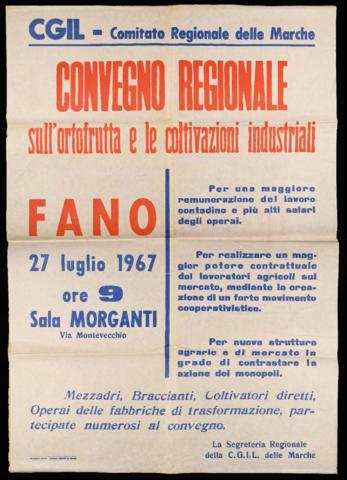 CGIL - Comitato Regionale delle Marche
CONVEGNO REGIONALE
sull'ortofrutta e le coltivazioni industriali
FANO
27 luglio 1967
ore 9
Sala MORGANTI
Via Montevecchio
Per una maggiore
remunerazione del lavoro
contadino e più alti salari
degli operai.
Per realizzare un mag-
gior potere contrattuale
dei lavoratori agricoli sul
mercato, mediante la crea-
zione di un forte movimento
cooperativistico.
Per nuove strutture
agrarie e di mercato in
grado di contrastare la
azione dei monopoli.
Mezzadri, Braccianti, Coltivatori diretti,
Operai delle fabbriche di trasformazione, par-
tecipate numerosi al convegno.
La Segreteria Regionale
della C.G.I.L. delle Marche